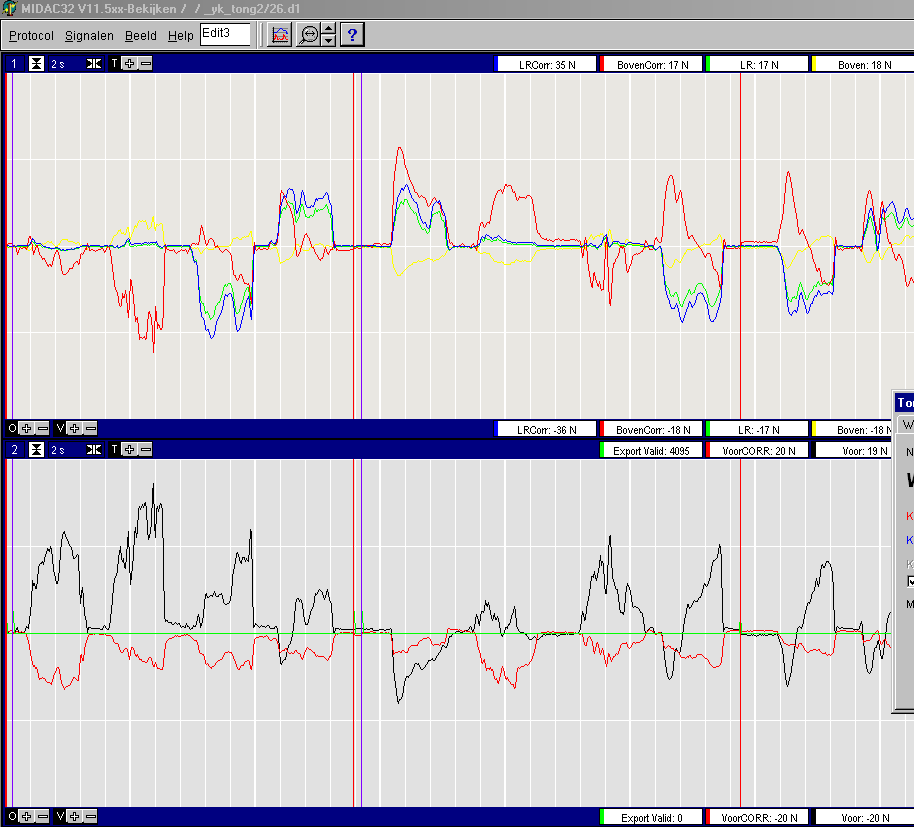 MIDAC32 V11.5xx-Bekijken / / _yk_tong2/26.d1
Protocol Signalen Beeld Help Edit3 ?
1 2 s T LRCorr: 35 N BovenCorr: 17 N LR: 17 N Boven: 18 N
O V LRCorr: -36 N BovenCorr: -18 N LR: -17 N Boven: -18 N
2 2 s T Export Valid: 4095 VoorCORR: 20 N Voor: 19 N
O V Export Valid: 0 VoorCORR: -20 N Voor: -20 N